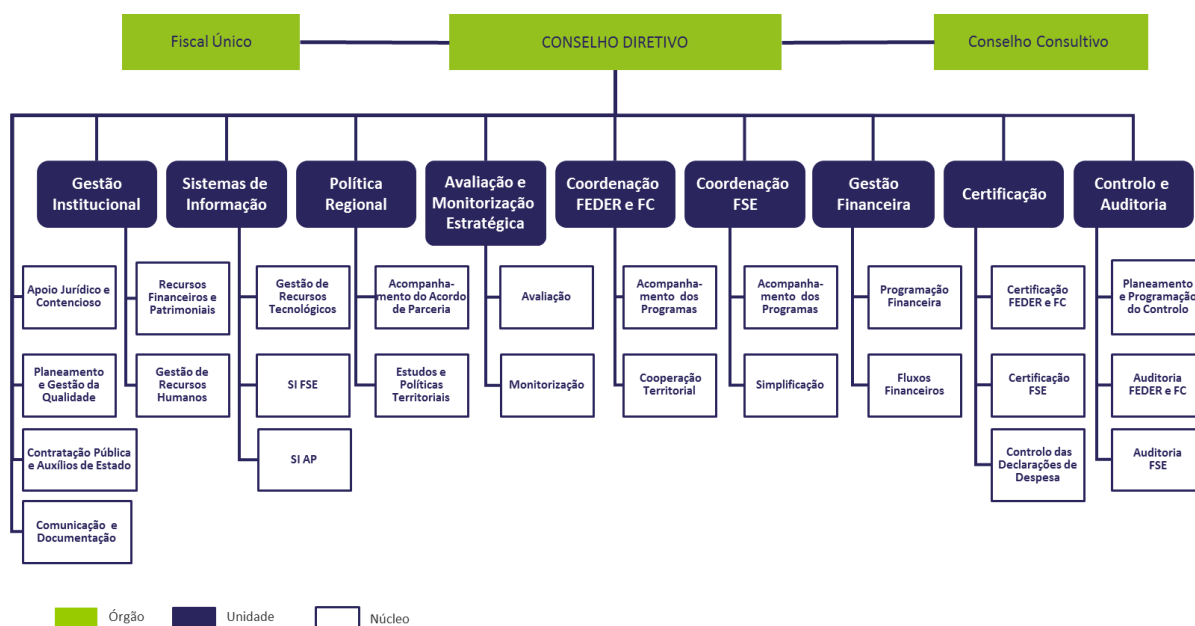 Fiscal Único
CONSELHO DIRETIVO
Conselho Consultivo
Gestão
Institucional
Sistemas de
Informação
Política
Regional
Avaliação e
Monitorização
Estratégica
Coordenação
FEDER e FC
Coordenação
FSE
Gestão
Financeira
Certificação
Controlo e
Auditoria
Apoio Jurídico e
Contencioso
Recursos
Financeiros e
Patrimoniais
Gestão de
Recursos
Tecnológicos
Acompanha-
mento do Acordo
de Parceria
Avaliação
Acompanha-
mento dos
Programas
Acompanha-
mento dos
Programas
Programação
Financeira
Certificação
FEDER e FC
Planeamento
e Programação
do Controlo
Planeamento
e Gestão da
Qualidade
Gestão de
Recursos
Humanos
SI FSE
Estudos e
Políticas
Territoriais
Monitorização
Cooperação
Territorial
Simplificação
Fluxos
Financeiros
Certificação
FSE
Auditoria
FEDER e FC
Contratação Pública
e Auxílios de Estado
SI AP
Controlo das
Declarações de
Despesa
Auditoria
FSE
Comunicação e
Documentação
Órgão
Unidade
Núcleo